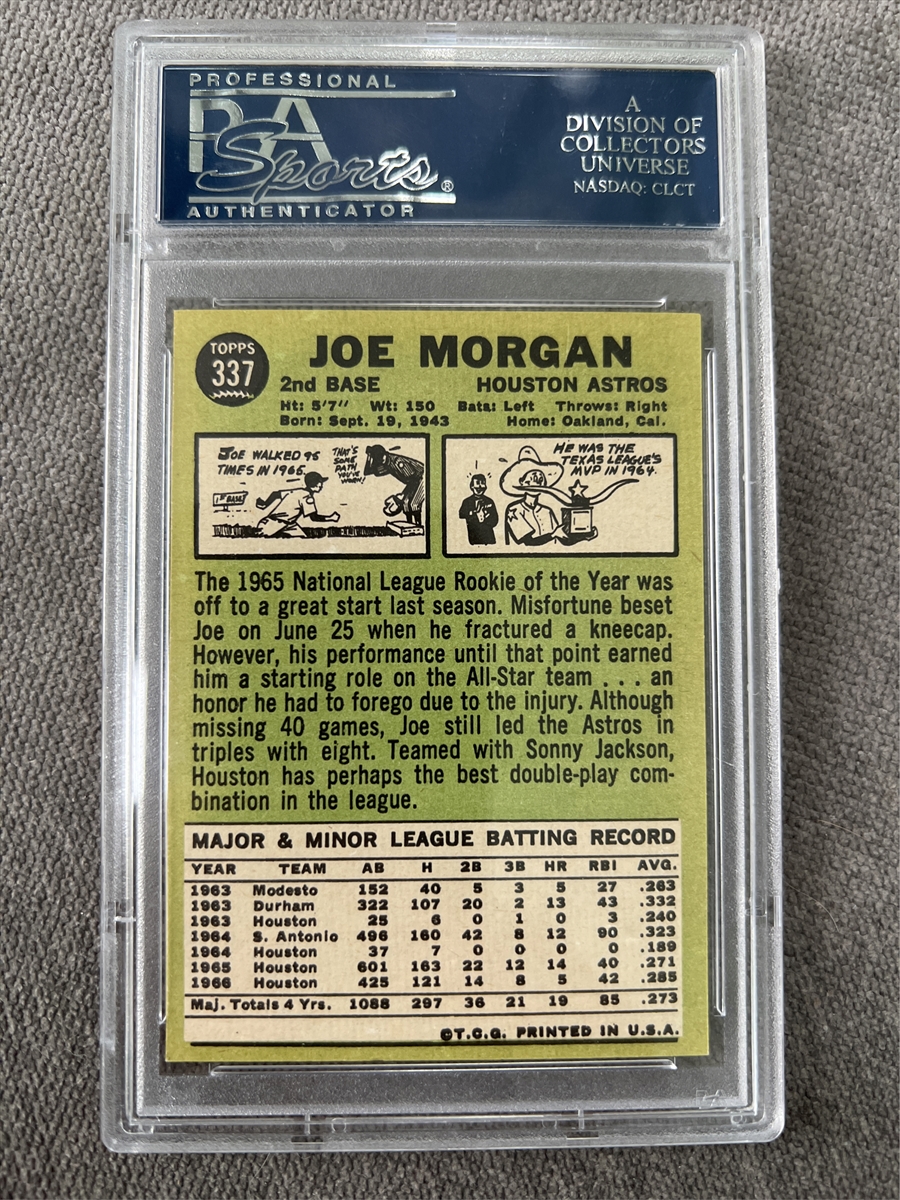 PROFESSIONAL
PSA
Sports®
AUTHENTICATOR
A
DIVISION OF
COLLECTORS
UNIVERSE
NASDAQ: CLCT
TOPPS
337
JOE MORGAN
2nd BASE HOUSTON ASTROS
Ht: 5'7" Wt: 150 Bats: Left Throws: Right
Born: Sept. 19, 1943 Home: Oakland, Cal.
JOE WALKED 96
TIMES IN 1965.
THAT'S
SOME
PATH
YOU'VE
WORN!
1ST BASE
HE WAS THE
TEXAS LEAGUE'S
MVP IN 1964.
The 1965 National League Rookie of the Year was
off to a great start last season. Misfortune beset
Joe on June 25 when he fractured a kneecap.
However, his performance until that point earned
him a starting role on the All-Star team . . . an
honor he had to forego due to the injury. Although
missing 40 games, Joe still led the Astros in
triples with eight. Teamed with Sonny Jackson,
Houston has perhaps the best double-play com-
bination in the league.
MAJOR & MINOR LEAGUE BATTING RECORD
YEAR TEAM AB H 2B 3B HR RBI AVG.
1963 Modesto 152 40 5 3 5 27 .263
1963 Durham 322 107 20 2 13 43 .332
1963 Houston 25 6 0 1 0 3 .240
1964 S. Antonio 496 160 42 8 12 90 .323
1964 Houston 37 7 0 0 0 0 .189
1965 Houston 601 163 22 12 14 40 .271
1966 Houston 425 121 14 8 5 42 .285
Maj. Totals 4 Yrs. 1088 297 36 21 19 85 .273
©T.C.G. PRINTED IN U.S.A.
PSA